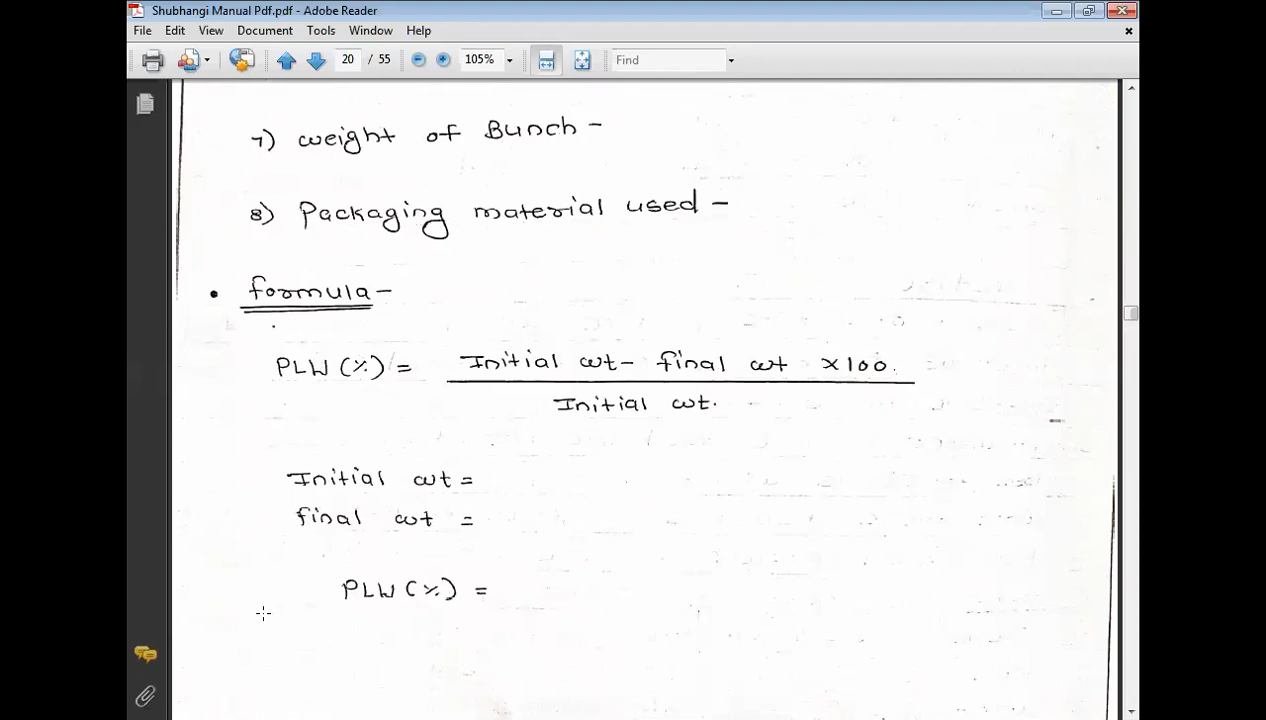 Shubhangi Manual Pdf.pdf - Adobe Reader
File Edit View Document Tools Window Help
20 / 55 105% Find
7) weight of Bunch -
8) Packaging material used -
• formula -
PLW (%) = Initial wt - final wt x100
Initial wt.
Initial wt =
final wt =
PLW (%) =